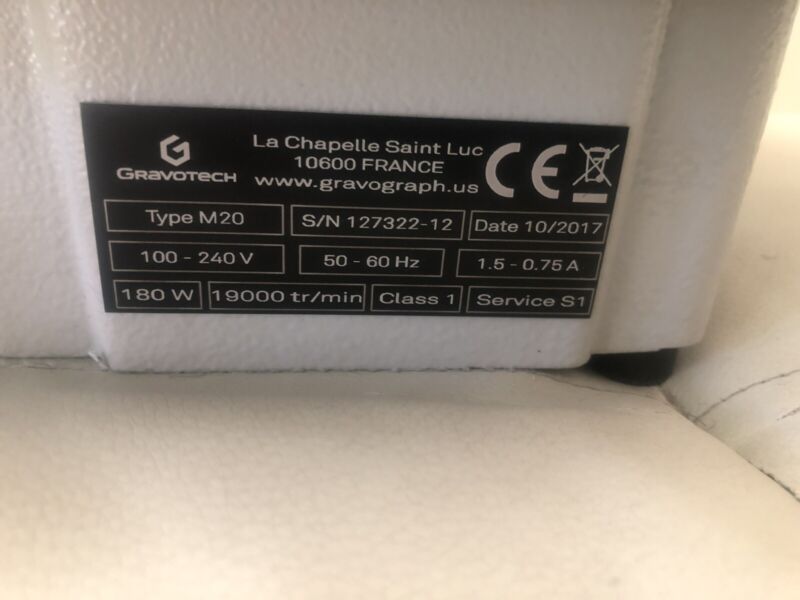 GRAVOTECH
La Chapelle Saint Luc
10600 FRANCE
www.gravograph.us
CE
Type M20
S/N 127322-12
Date 10/2017
100 - 240 V
50 - 60 Hz
1.5 - 0.75 A
180 W
19000 tr/min
Class 1
Service S1